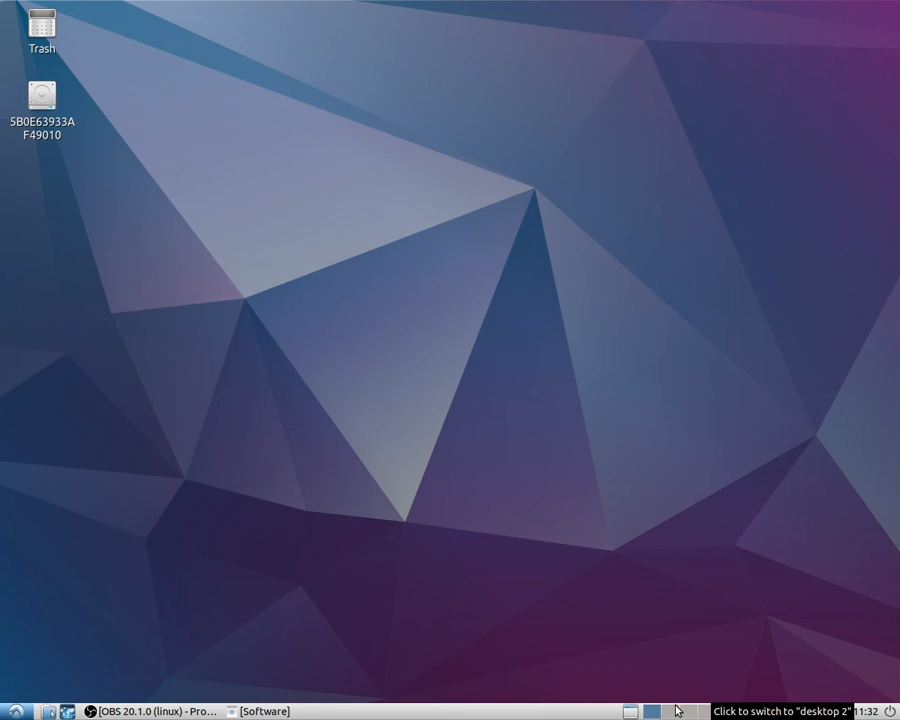 Trash
5B0E63933A
F49010
[OBS 20.1.0 (linux) - Pro...
[Software]
Click to switch to "desktop 2"
11:32